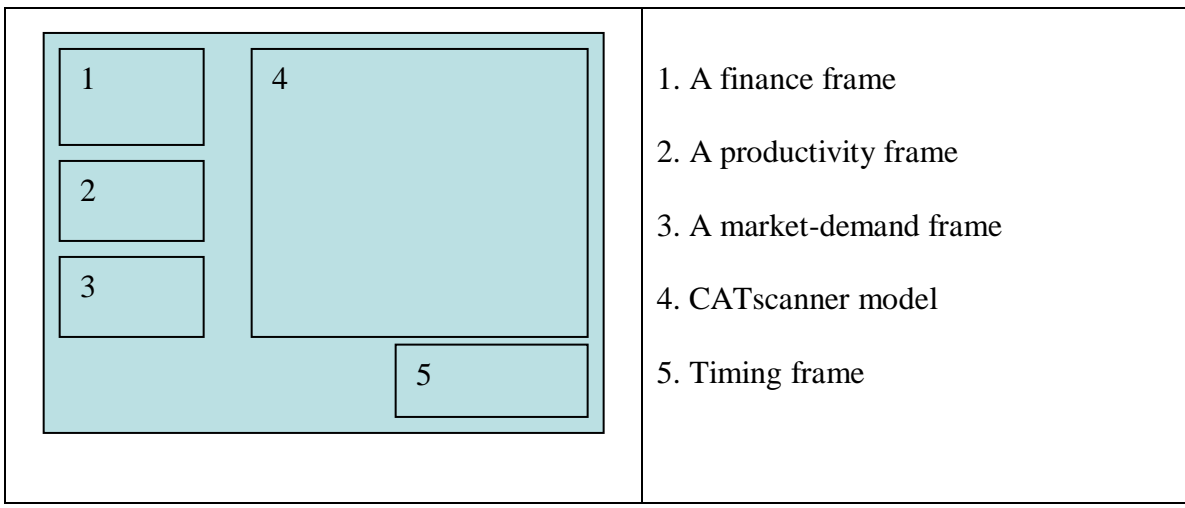 1
4
2
3
5
1. A finance frame
2. A productivity frame
3. A market-demand frame
4. CATscanner model
5. Timing frame